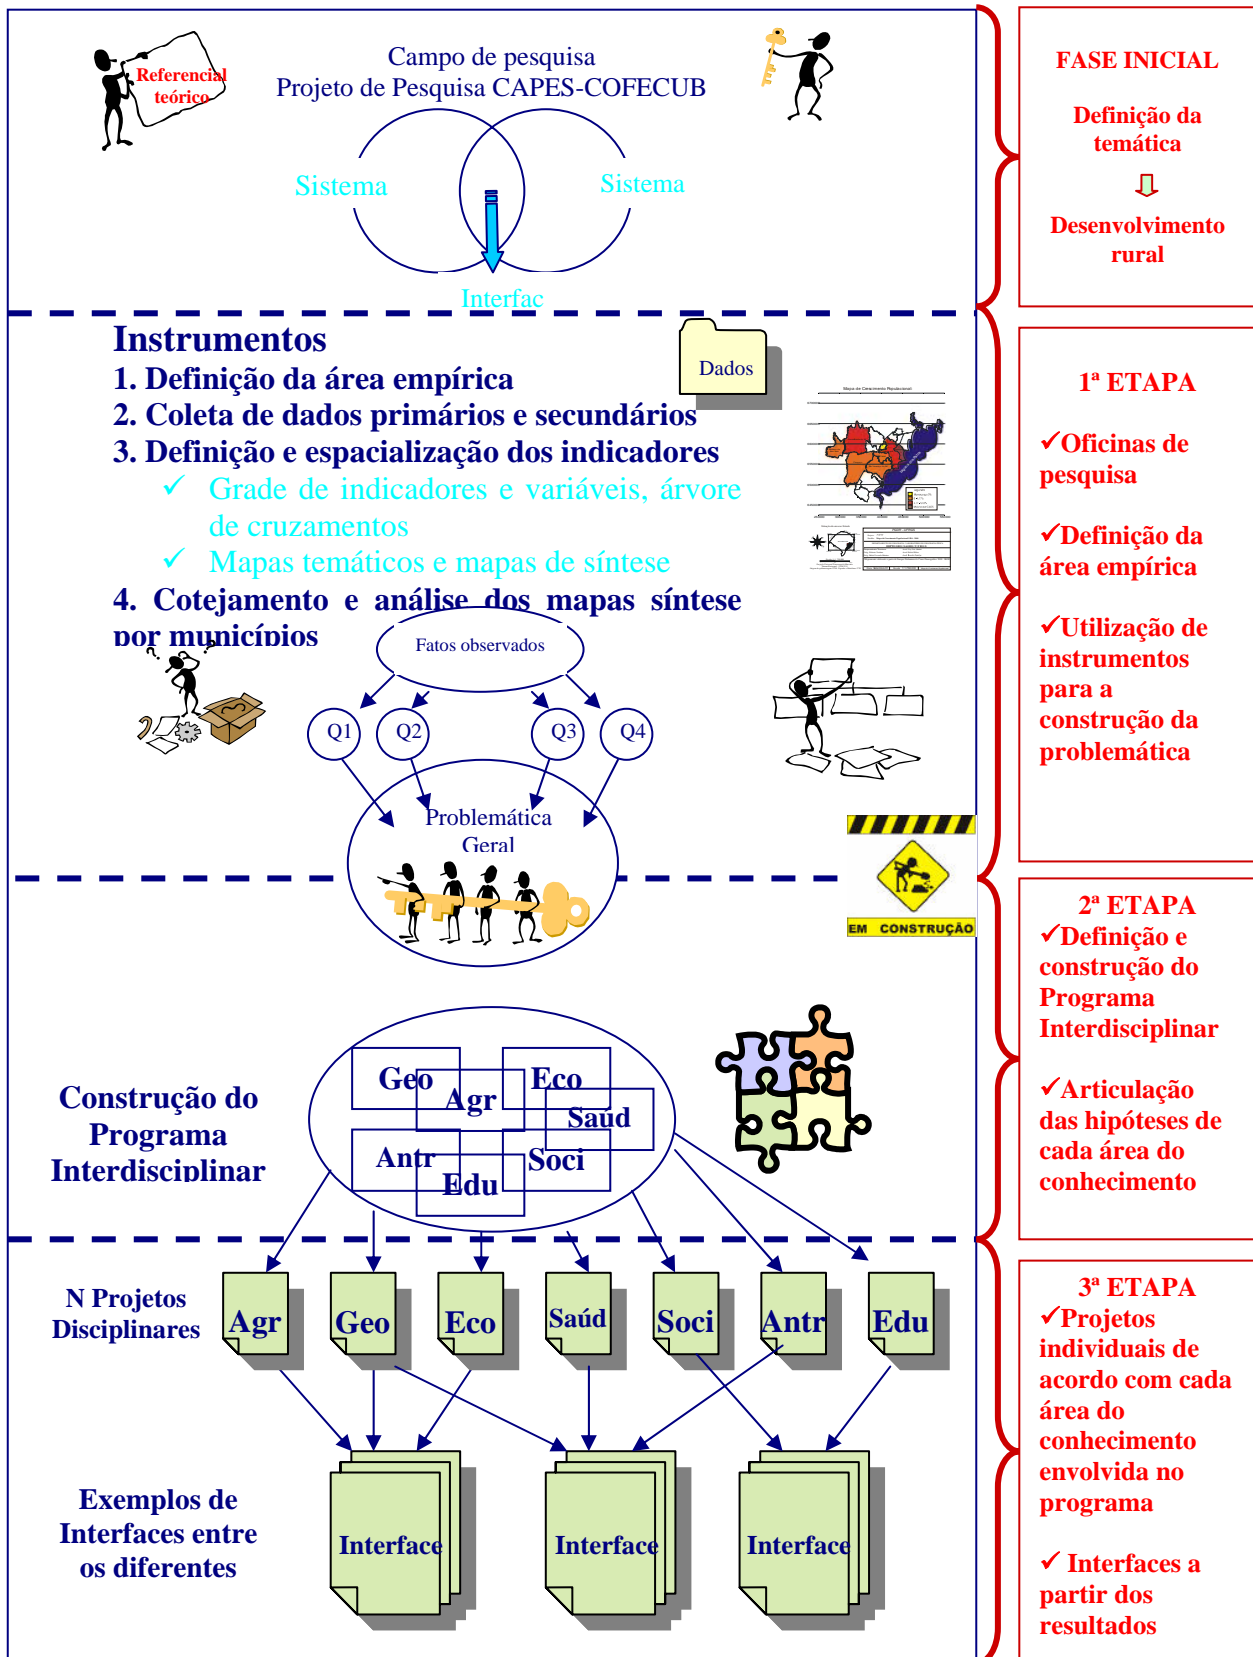 Referencial
teórico
Campo de pesquisa
Projeto de Pesquisa CAPES-COFECUB
Sistema
Sistema
Interfac
FASE INICIAL
Definição da
temática
Desenvolvimento
rural
Instrumentos
1. Definição da área empírica
2. Coleta de dados primários e secundários
3. Definição e espacialização dos indicadores
✓ Grade de indicadores e variáveis, árvore
de cruzamentos
✓ Mapas temáticos e mapas de síntese
4. Cotejamento e análise dos mapas síntese
por municípios
Dados
Mapa de Crescimento Populacional
Fatos observados
Q1
Q2
Q3
Q4
Problemática
Geral
1ª ETAPA
✓Oficinas de
pesquisa
✓Definição da
área empírica
✓Utilização de
instrumentos
para a
construção da
problemática
EM CONSTRUÇÃO
2ª ETAPA
✓Definição e
construção do
Programa
Interdisciplinar
✓Articulação
das hipóteses de
cada área do
conhecimento
Construção do
Programa
Interdisciplinar
Geo
Agr
Eco
Saúd
Antr
Edu
Soci
N Projetos
Disciplinares
Agr
Geo
Eco
Saúd
Soci
Antr
Edu
Exemplos de
Interfaces entre
os diferentes
Interface
Interface
Interface
3ª ETAPA
✓Projetos
individuais de
acordo com cada
área do
conhecimento
envolvida no
programa
✓ Interfaces a
partir dos
resultados